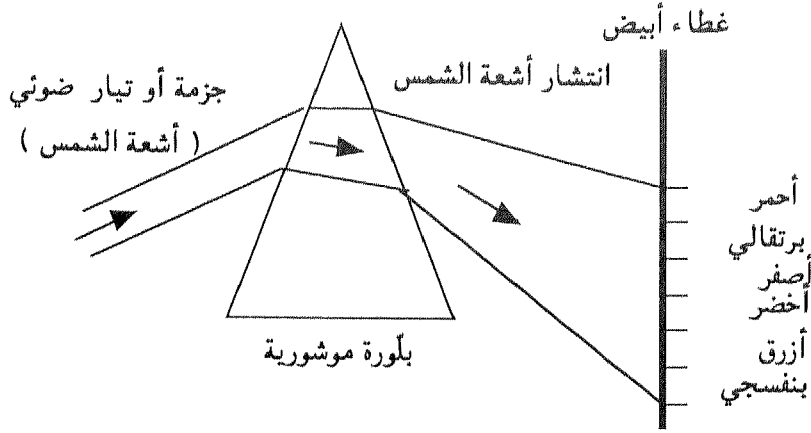 غطاء أبيض
انتشار أشعة الشمس
جزمة أو تيار ضوئي
( أشعة الشمس )
أحمر
برتقالي
أصفر
أخضر
أزرق
بنفسجي
بلّورة موشورية